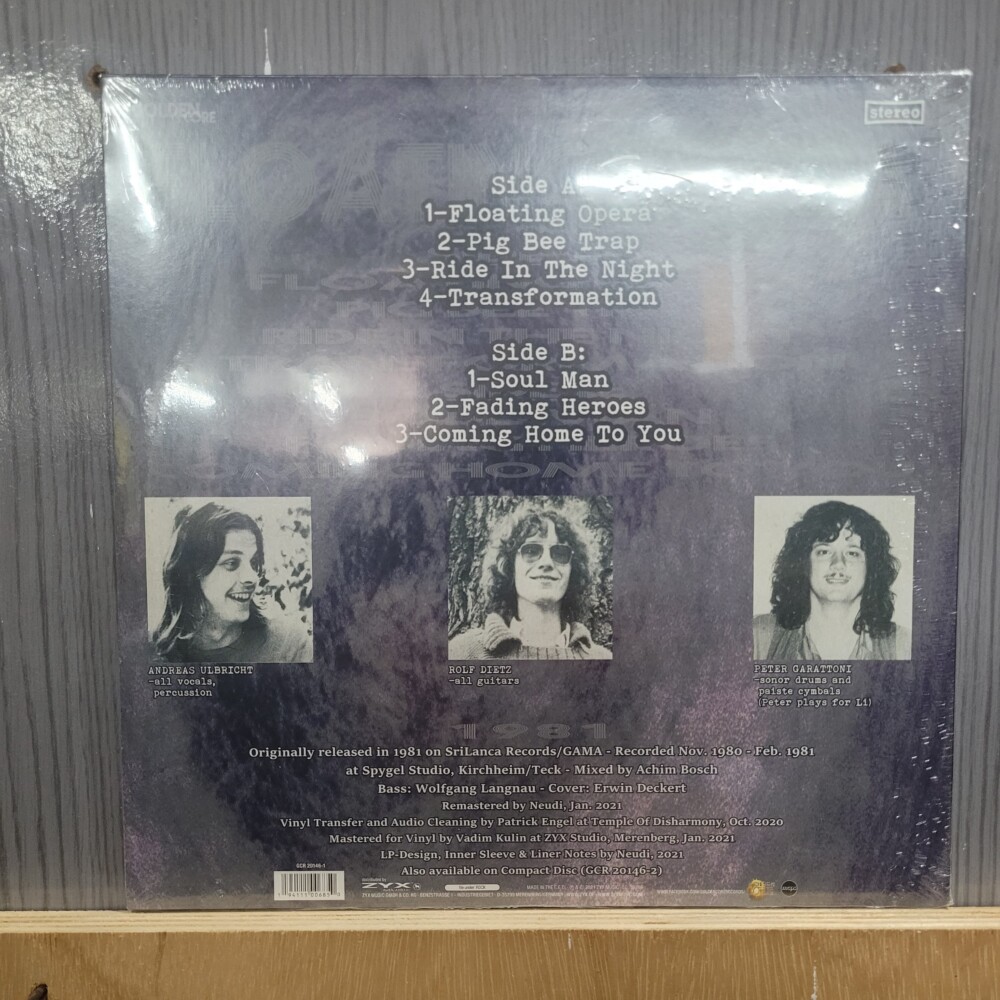 stereo
Side A
1-Floating Opera
2-Pig Bee Trap
3-Ride In The Night
4-Transformation
Side B:
1-Soul Man
2-Fading Heroes
3-Coming Home To You
ANDREAS ULBRICHT
-all vocals,
percussion
ROLF DIETZ
-all guitars
PETER GARATTONI
-sonor drums and
paiste cymbals
(Peter plays for Li)
1981
Originally released in 1981 on SriLanca Records/GAMA - Recorded Nov. 1980 - Feb. 1981
at Spygel Studio, Kirchheim/Teck - Mixed by Achim Bosch
Bass: Wolfgang Langnau - Cover: Erwin Deckert
Remastered by Neudi, Jan. 2021
Vinyl Transfer and Audio Cleaning by Patrick Engel at Temple Of Disharmony, Oct. 2020
Mastered for Vinyl by Vadim Kulin at ZYX Studio, Merenberg, Jan. 2021
LP-Design, Inner Sleeve & Liner Notes by Neudi, 2021
Also available on Compact Disc (GCR 20146-2)
GCR 20146-1
ZYX